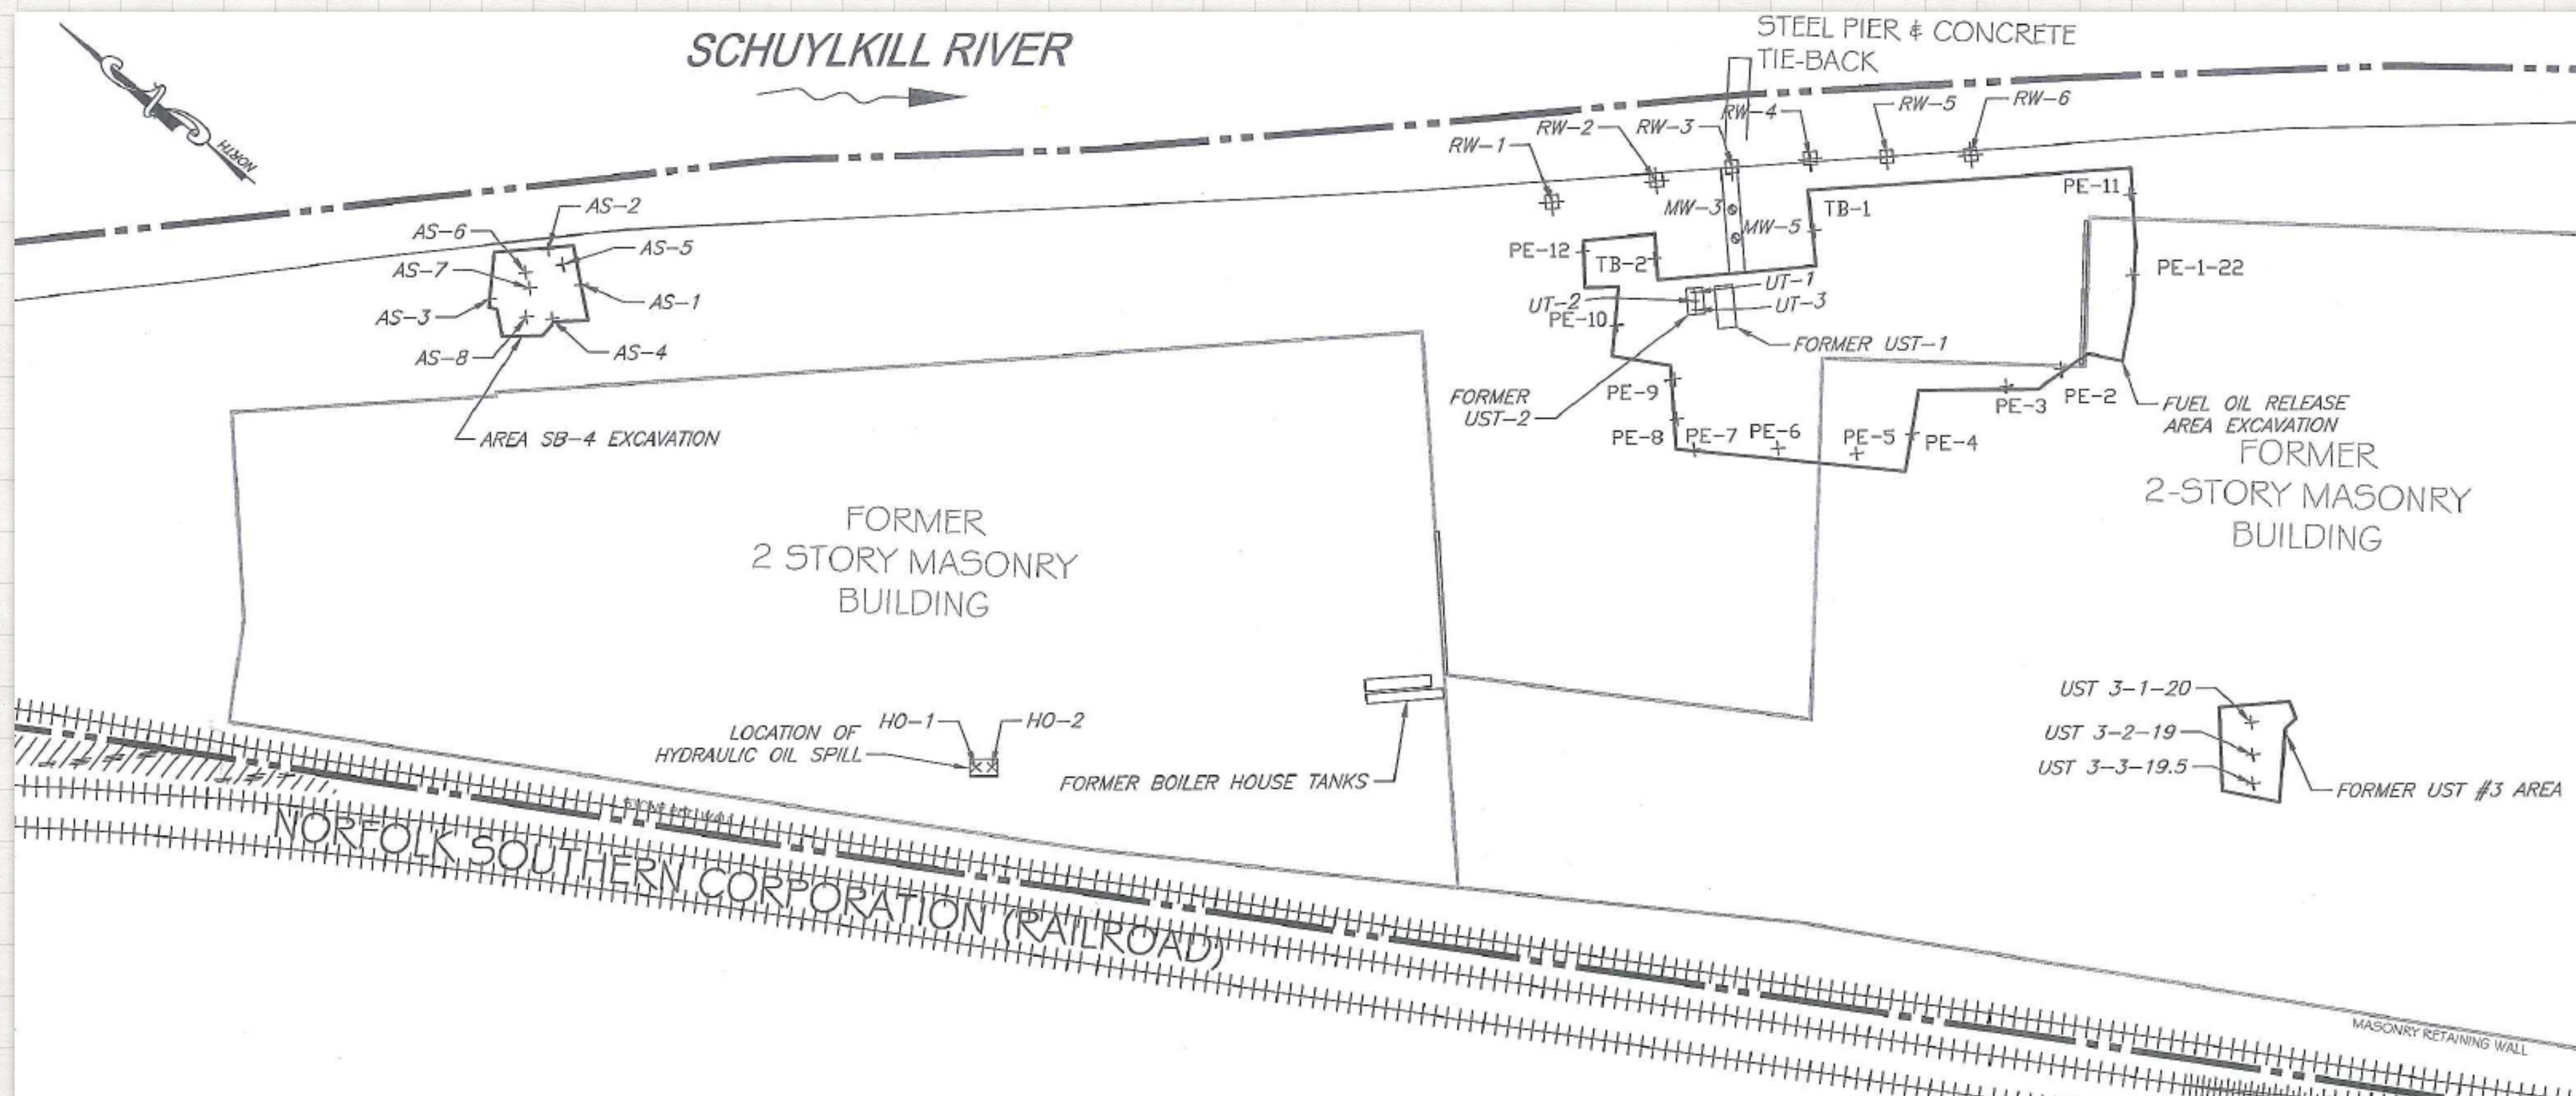 STEEL PIER & CONCRETE
TIE-BACK
SCHUYLKILL RIVER
NORTH
RW-1
RW-2
RW-3
RW-4
RW-5
RW-6
AS-2
AS-6
AS-5
AS-7
AS-1
AS-3
AS-8
AS-4
AREA SB-4 EXCAVATION
MW-3
MW-5
TB-1
PE-11
PE-12
TB-2
PE-1-22
UT-1
UT-2
UT-3
PE-10
FORMER UST-1
PE-9
FORMER
UST-2
PE-8
PE-7
PE-6
PE-5
PE-4
PE-3
PE-2
FUEL OIL RELEASE
AREA EXCAVATION
FORMER
2-STORY MASONRY
BUILDING
FORMER
2 STORY MASONRY
BUILDING
UST 3-1-20
UST 3-2-19
UST 3-3-19.5
FORMER UST #3 AREA
LOCATION OF
HYDRAULIC OIL SPILL
HO-1
HO-2
FORMER BOILER HOUSE TANKS
NORFOLK SOUTHERN CORPORATION (RAILROAD)
MASONRY RETAINING WALL